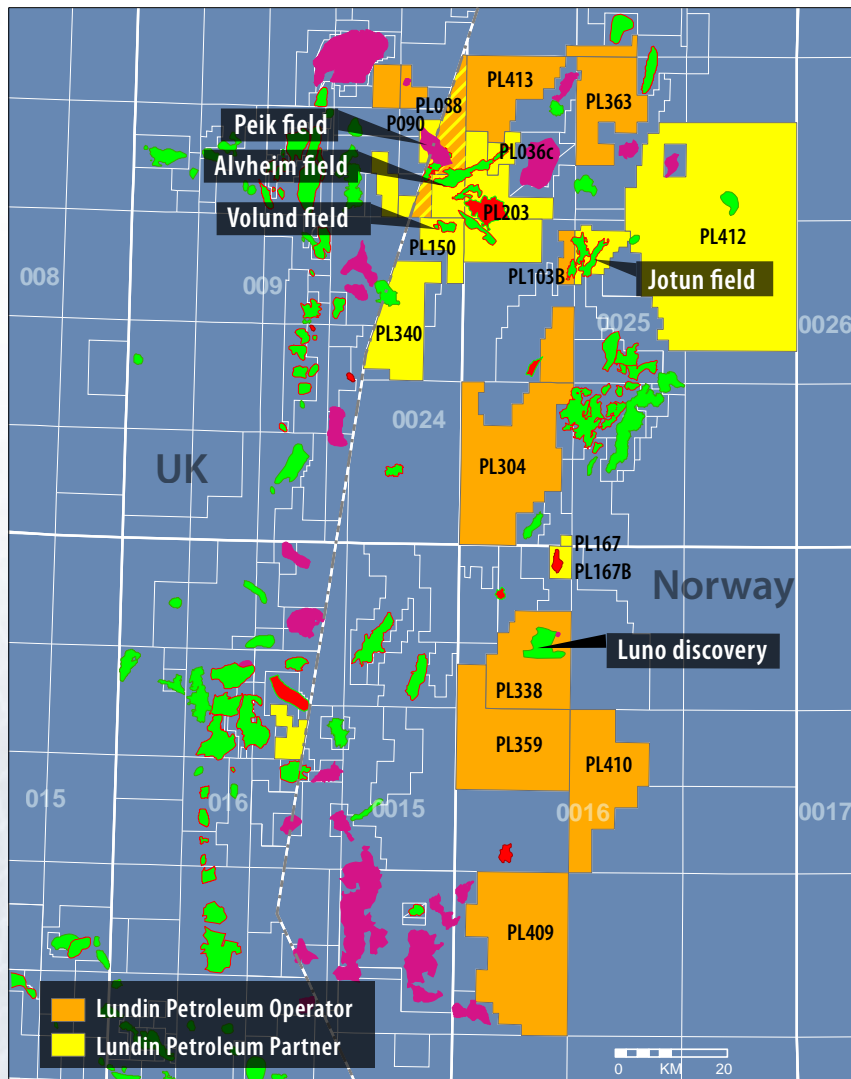 PL413
PL363
PL088
P090
Peik field
PL036c
Alvheim field
PL203
Volund field
PL150
PL412
PL103B
Jotun field
008
009
PL340
0025
0026
0024
UK
PL304
PL167
PL167B
Norway
Luno discovery
PL338
PL359
PL410
015
016
0015
0016
0017
PL409
Lundin Petroleum Operator
Lundin Petroleum Partner
0 KM 20